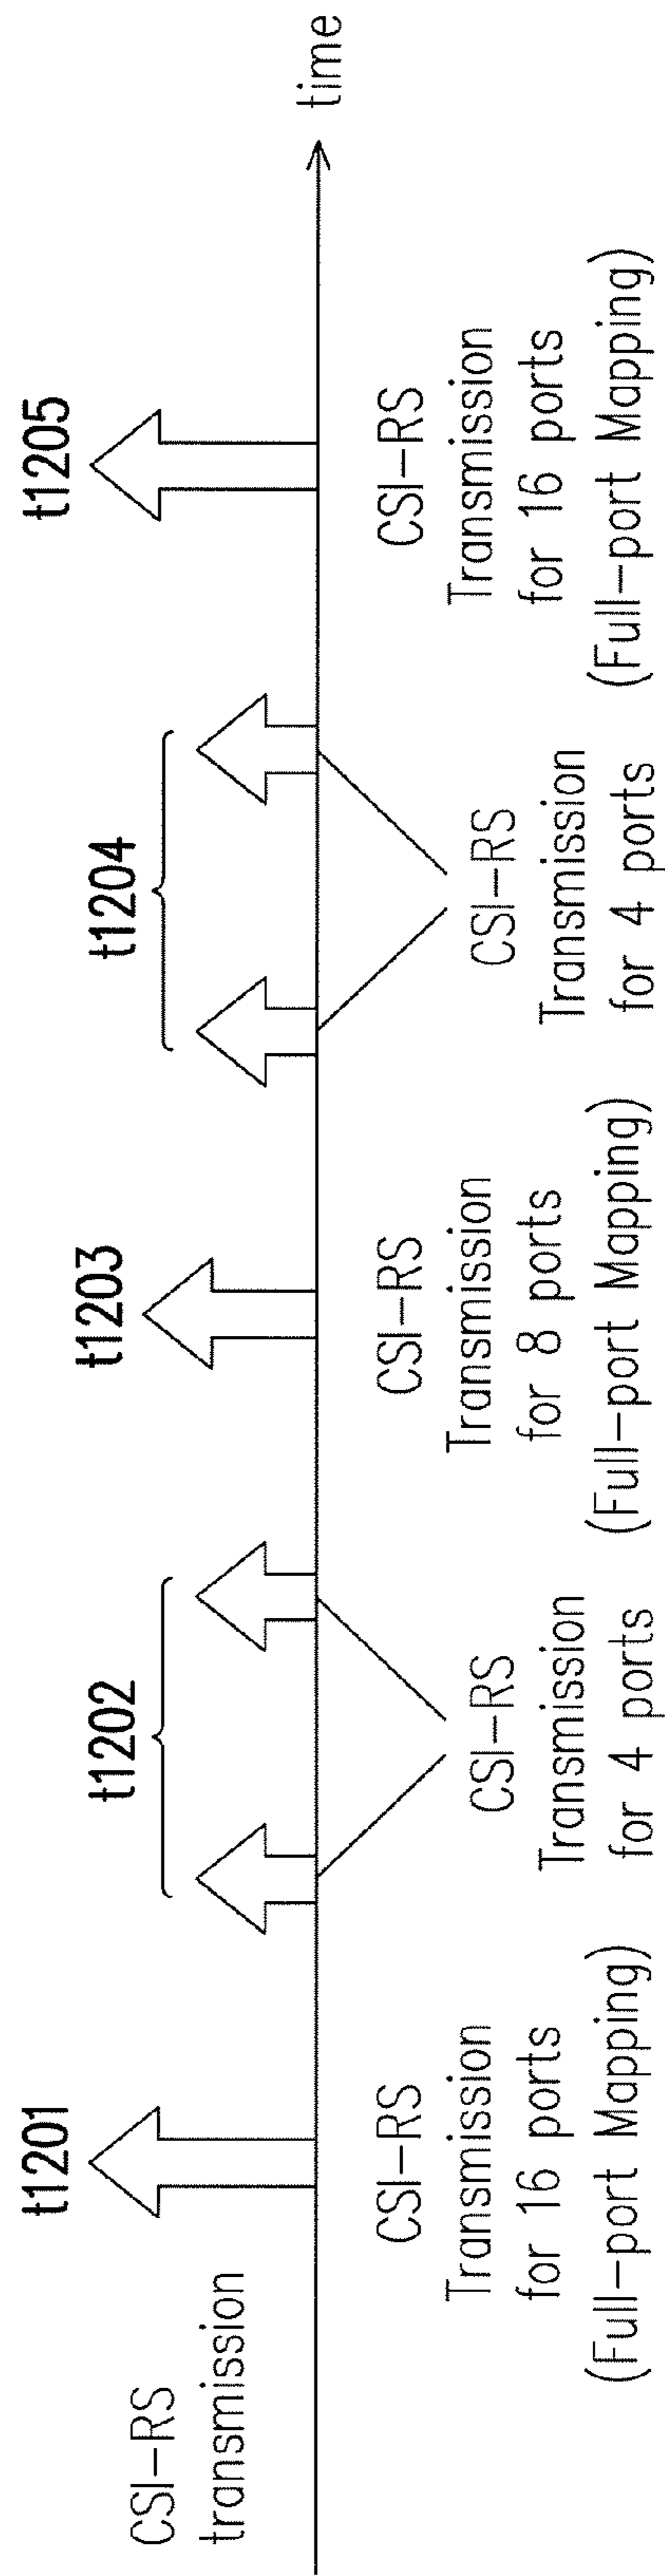 CSI-RS
transmission
t1201
t1202
t1203
t1204
t1205
time
CSI-RS
Transmission
for 16 ports
(Full-port Mapping)
CSI-RS
Transmission
for 4 ports
CSI-RS
Transmission
for 8 ports
(Full-port Mapping)
CSI-RS
Transmission
for 4 ports
CSI-RS
Transmission
for 16 ports
(Full-port Mapping)